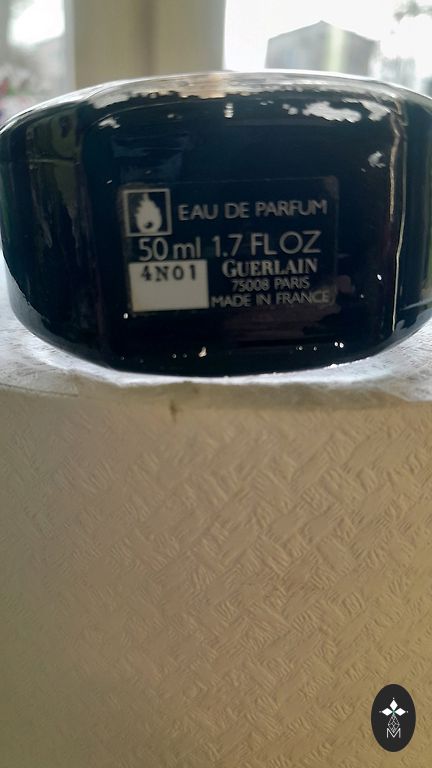 EAU DE PARFUM
50 ml 1.7 FL OZ
4N01 GUERLAIN
75008 PARIS
MADE IN FRANCE